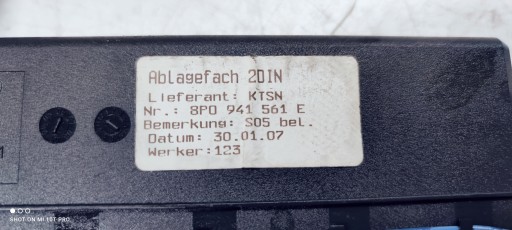 Ablagefach 2DIN
Lieferant: KTSN
Nr.: 8P0 941 561 E
Bemerkung: SOS bel.
Datum: 30.01.07
Werker:123
SHOT ON MI 10T PRO